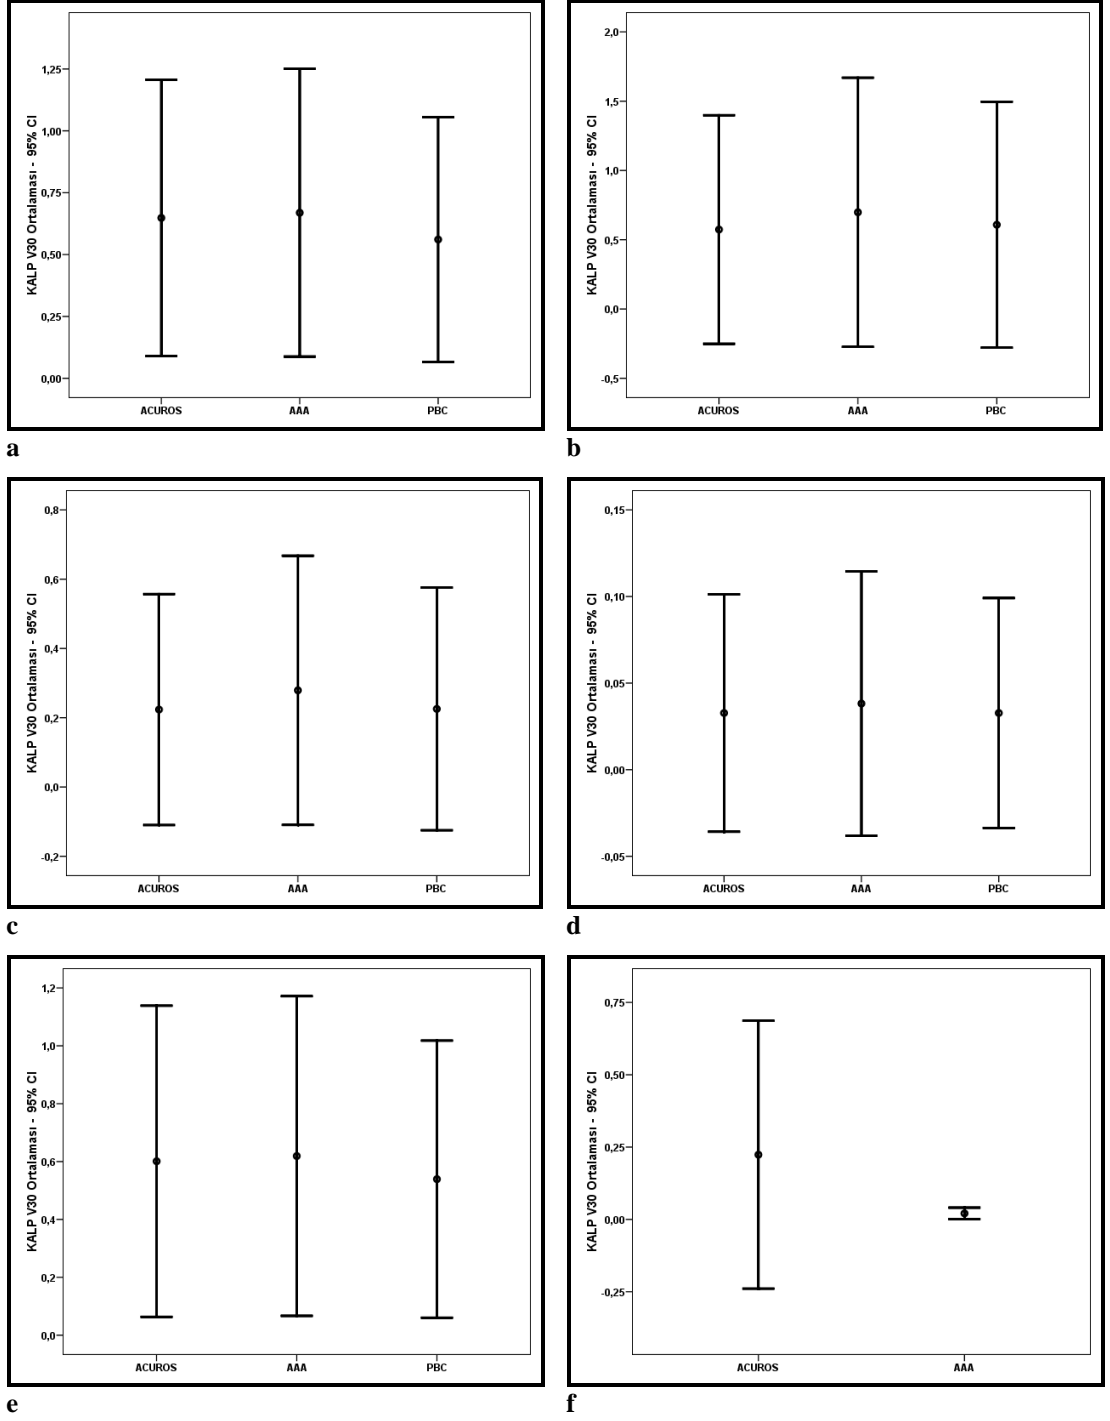 KALP V30 Ortalaması - 95% CI
1,25
1,00
0,75
0,50
0,25
0,00
ACUROS AAA PBC
a
KALP V30 Ortalaması - 95% CI
2,0
1,5
1,0
0,5
0,0
-0,5
ACUROS AAA PBC
b
KALP V30 Ortalaması - 95% CI
0,8
0,6
0,4
0,2
0,0
-0,2
ACUROS AAA PBC
c
KALP V30 Ortalaması - 95% CI
0,15
0,10
0,05
0,00
-0,05
ACUROS AAA PBC
d
KALP V30 Ortalaması - 95% CI
1,2
1,0
0,8
0,6
0,4
0,2
0,0
ACUROS AAA PBC
e
KALP V30 Ortalaması - 95% CI
0,75
0,50
0,25
0,00
-0,25
ACUROS AAA
f